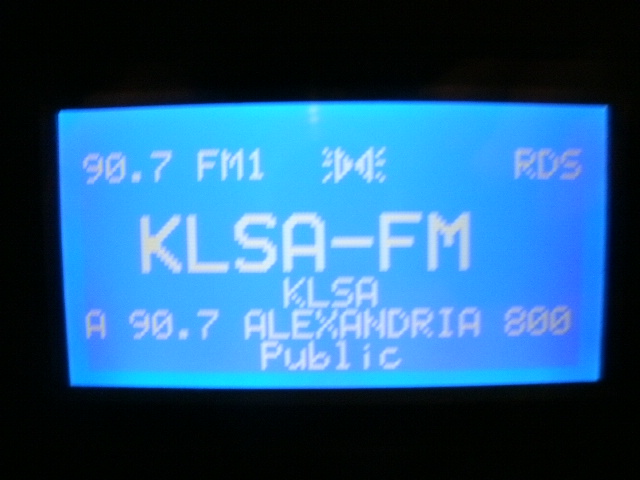 90.7 FM1 RDS
KLSA-FM
KLSA
A 90.7 ALEXANDRIA 800
Public